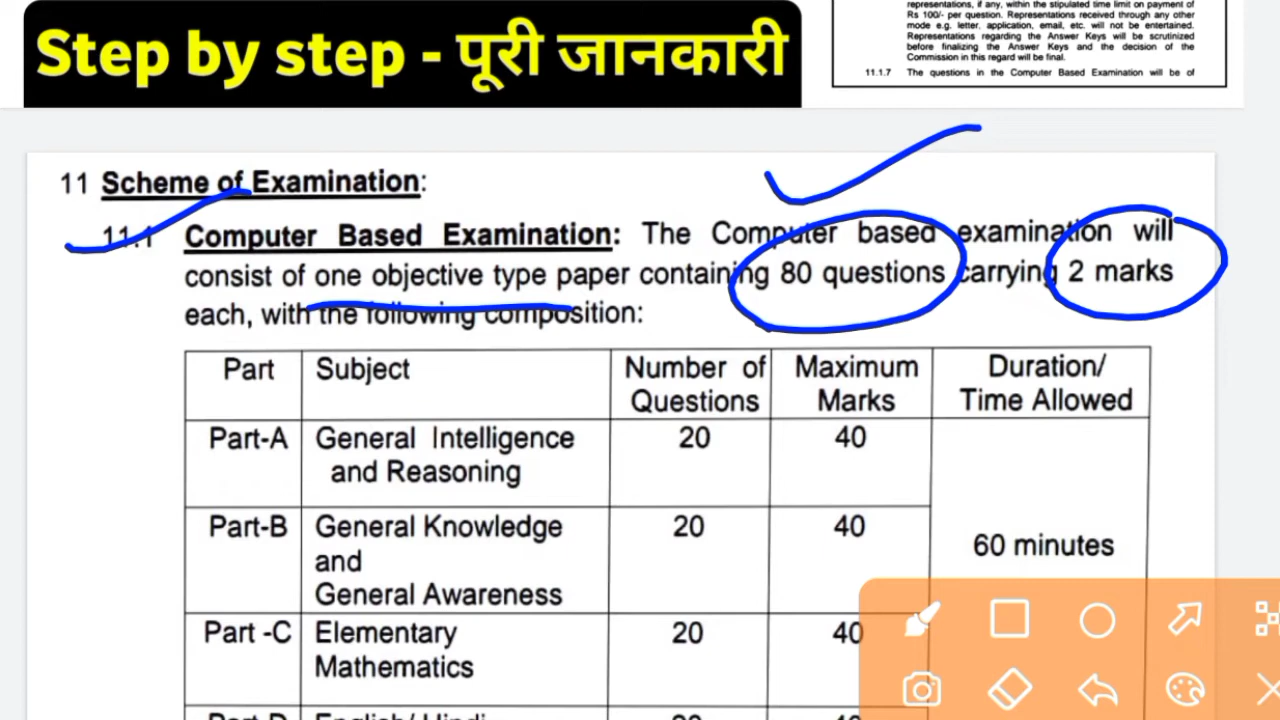 Step by step - पूरी जानकारी
representations, if any, within the stipulated time limit on payment of
Rs 100/- per question. Representations received through any other
mode e.g. letter, application, email, etc. will not be entertained.
Representations regarding the Answer Keys will be scrutinized
before finalizing the Answer Keys and the decision of the
Commission in this regard will be final.
11.1.7 The questions in the Computer Based Examination will be of
11 Scheme of Examination:
11.1 Computer Based Examination: The Computer based examination will
consist of one objective type paper containing 80 questions carrying 2 marks
each, with the following composition:
Part Subject Number of Questions Maximum Marks Duration/ Time Allowed
Part-A General Intelligence and Reasoning 20 40
60 minutes
Part-B General Knowledge and General Awareness 20 40
Part -C Elementary Mathematics 20 40
Part-D English/ Hindi 20 40